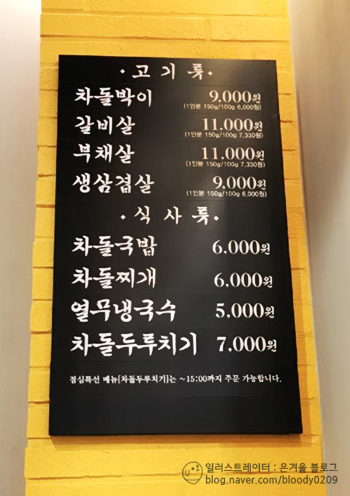 · 고 기 류 ·
차돌박이 9,000원
(1인분 150g/100g 6,000원)
갈비살 11,000원
(1인분 150g/100g 7,330원)
부채살 11,000원
(1인분 150g/100g 7,330원)
생삼겹살 9,000원
(1인분 150g/100g 6,000원)
· 식 사 류 ·
차돌국밥 6,000원
차돌찌개 6,000원
열무냉국수 5,000원
차돌두루치기 7,000원
점심특선 메뉴[차돌두루치기]는 ~15:00까지 주문 가능합니다.
일러스트레이터 : 은겨울 블로그
blog.naver.com/bloody0209